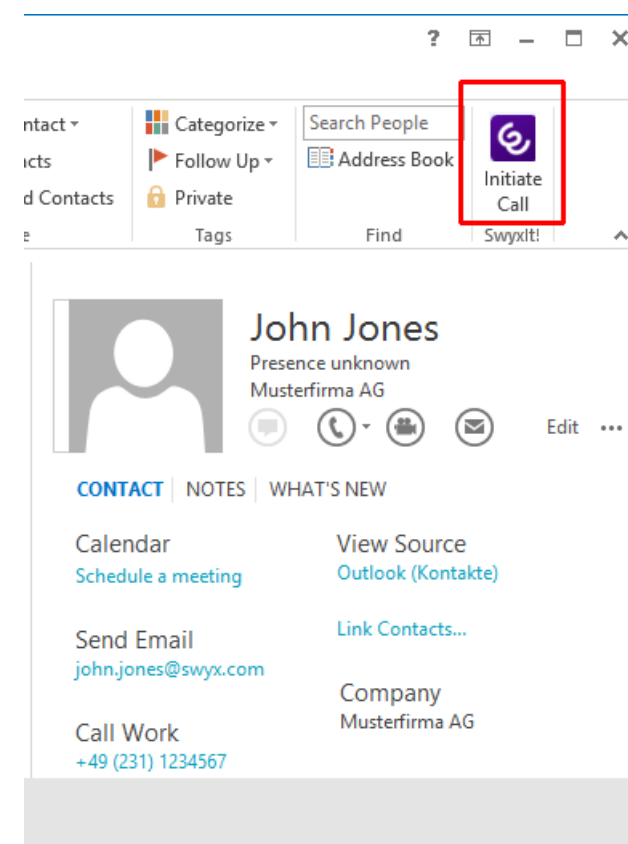 ?
ntact
Categorize
Search People
acts
Follow Up
Address Book
Initiate
Call
d Contacts
Private
e
Tags
Find
SwyxIt!
John Jones
Presence unknown
Musterfirma AG
Edit
CONTACT | NOTES | WHAT'S NEW
Calendar
Schedule a meeting
View Source
Outlook (Kontakte)
Link Contacts...
Send Email
john.jones@swyx.com
Company
Musterfirma AG
Call Work
+49 (231) 1234567